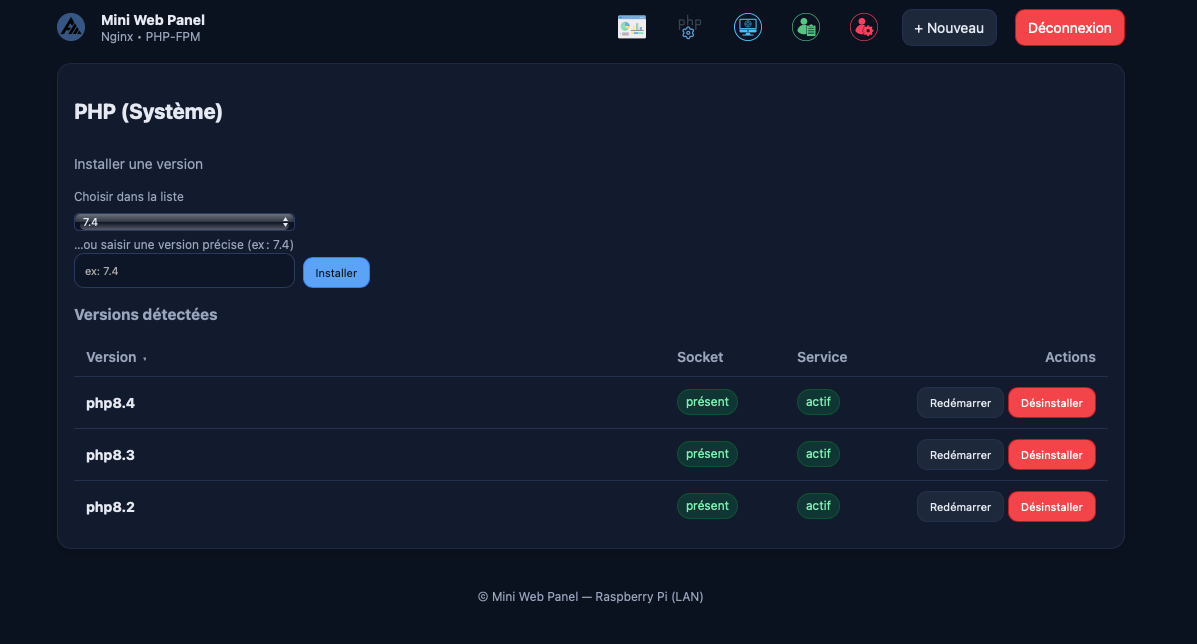 Mini Web Panel
Nginx • PHP-FPM
php
+ Nouveau
Déconnexion
PHP (Système)
Installer une version
Choisir dans la liste
7.4
…ou saisir une version précise (ex : 7.4)
ex: 7.4
Installer
Versions détectées
Version Socket Service Actions
php8.4 présent actif Redémarrer Désinstaller
php8.3 présent actif Redémarrer Désinstaller
php8.2 présent actif Redémarrer Désinstaller
© Mini Web Panel — Raspberry Pi (LAN)